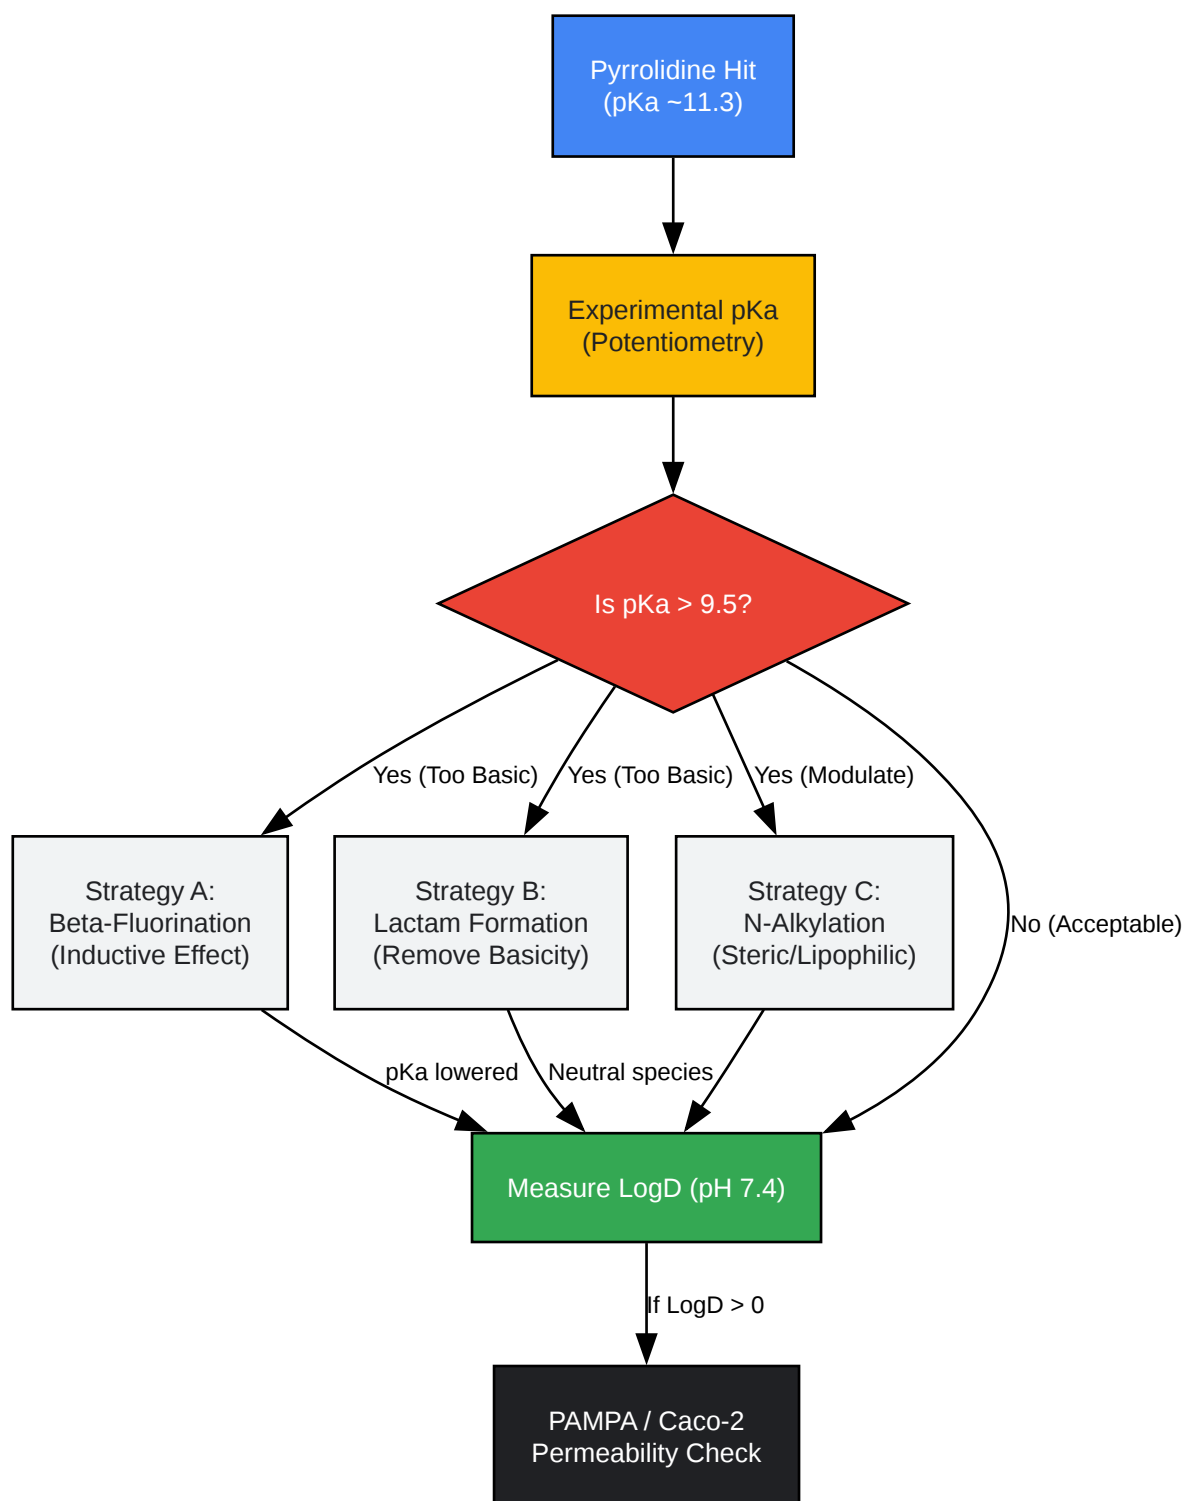 Pyrrolidine Hit
(pKa ~11.3)
Experimental pKa
(Potentiometry)
Is pKa > 9.5?
Yes (Too Basic)
Yes (Too Basic)
Yes (Modulate)
No (Acceptable)
Strategy A:
Beta-Fluorination
(Inductive Effect)
Strategy B:
Lactam Formation
(Remove Basicity)
Strategy C:
N-Alkylation
(Steric/Lipophilic)
pKa lowered
Neutral species
Measure LogD (pH 7.4)
If LogD > 0
PAMPA / Caco-2
Permeability Check